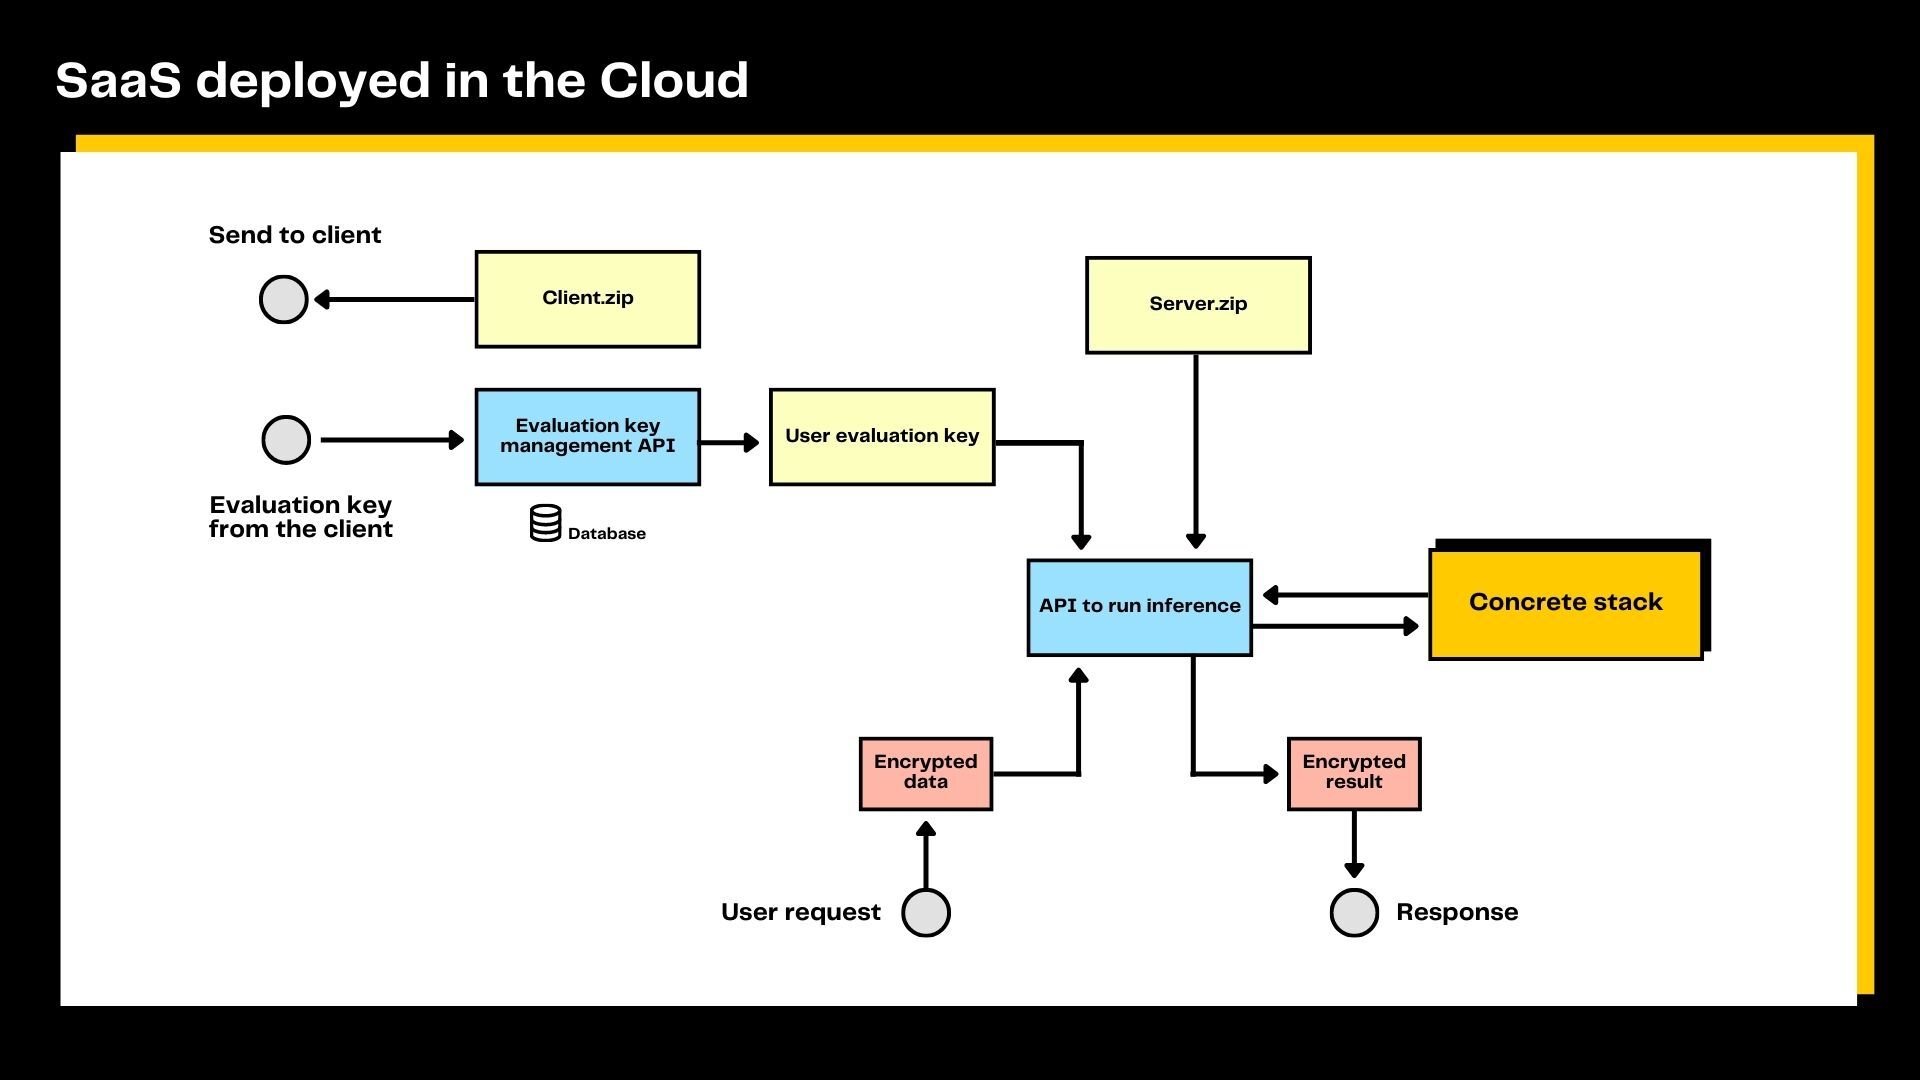 SaaS deployed in the Cloud
Send to client
Client.zip
Server.zip
Evaluation key
management API
User evaluation key
Evaluation key
from the client
Database
API to run inference
Concrete stack
Encrypted
data
Encrypted
result
User request
Response